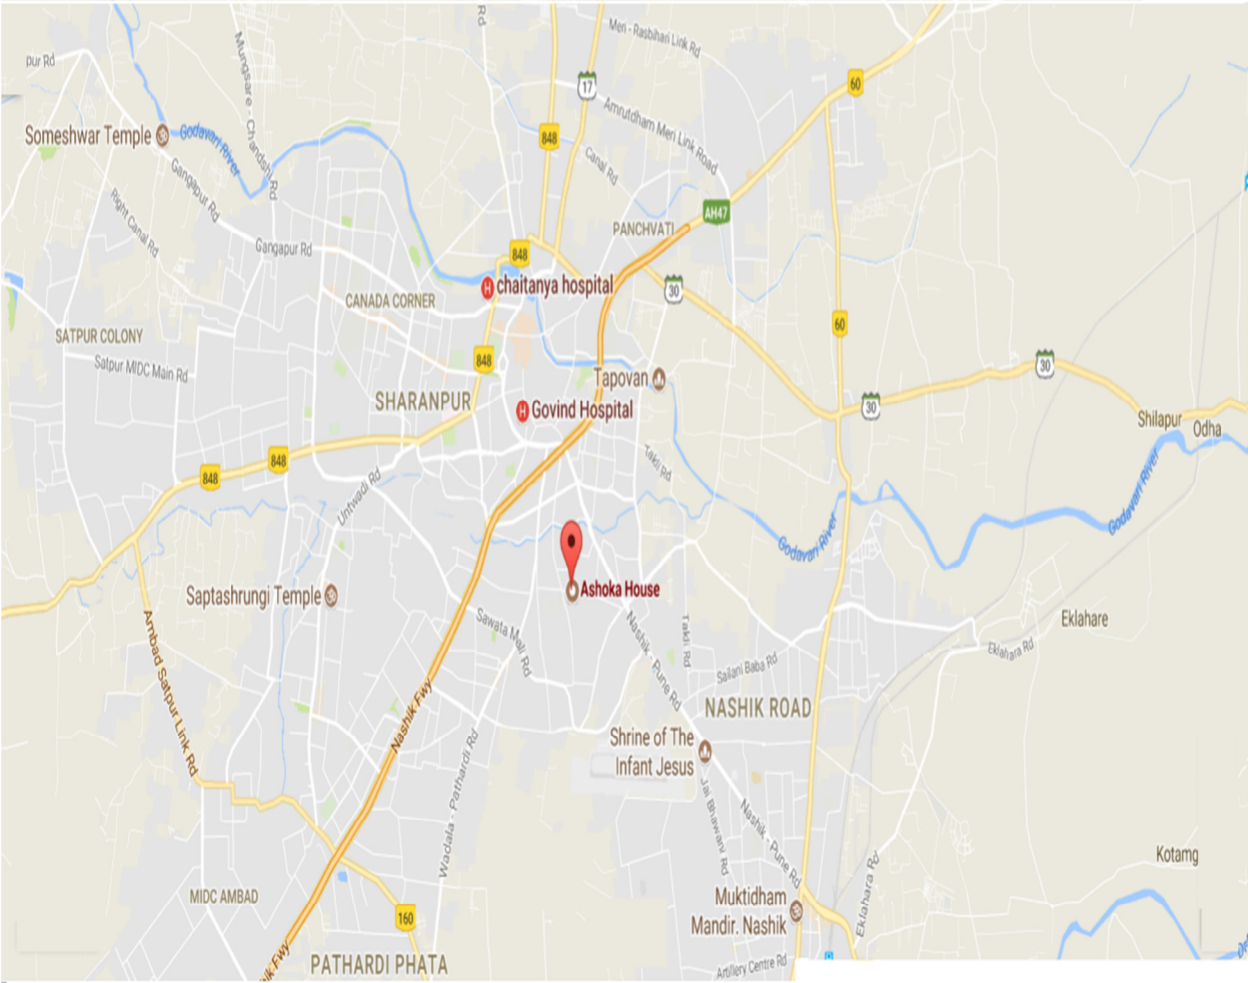 Rd
Meri - Rasbihari Link Rd
pur Rd
Mungsare - Chandshi Rd
17
60
Amrutdham Meri Link Road
Someshwar Temple
Godavari River
848
Canal Rd
Gangapur Rd
Right Canal Rd
AH47
PANCHVATI
Gangapur Rd
848
H chaitanya hospital
30
CANADA CORNER
60
SATPUR COLONY
848
Satpur MIDC Main Rd
30
Tapovan
SHARANPUR
H Govind Hospital
30
Shilapur
Odha
848
848
Takli Rd
Untwadi Rd
Godavari River
Godavari River
Saptashrungi Temple
Ashoka House
Ambad Satpur Link Rd
Sawata Mali Rd
Nashik - Pune Rd
Takli Rd
Eklahare
Eklahara Rd
Sailani Baba Rd
Nashik Fwy
NASHIK ROAD
Shrine of The
Infant Jesus
Wadala - Pathardi Rd
Jai Bhawani Rd
Nashik - Pune Rd
Kotamg
Eklahara Rd
MIDC AMBAD
160
Muktidham
Mandir. Nashik
ik Fwy
PATHARDI PHATA
Artillery Centre Rd